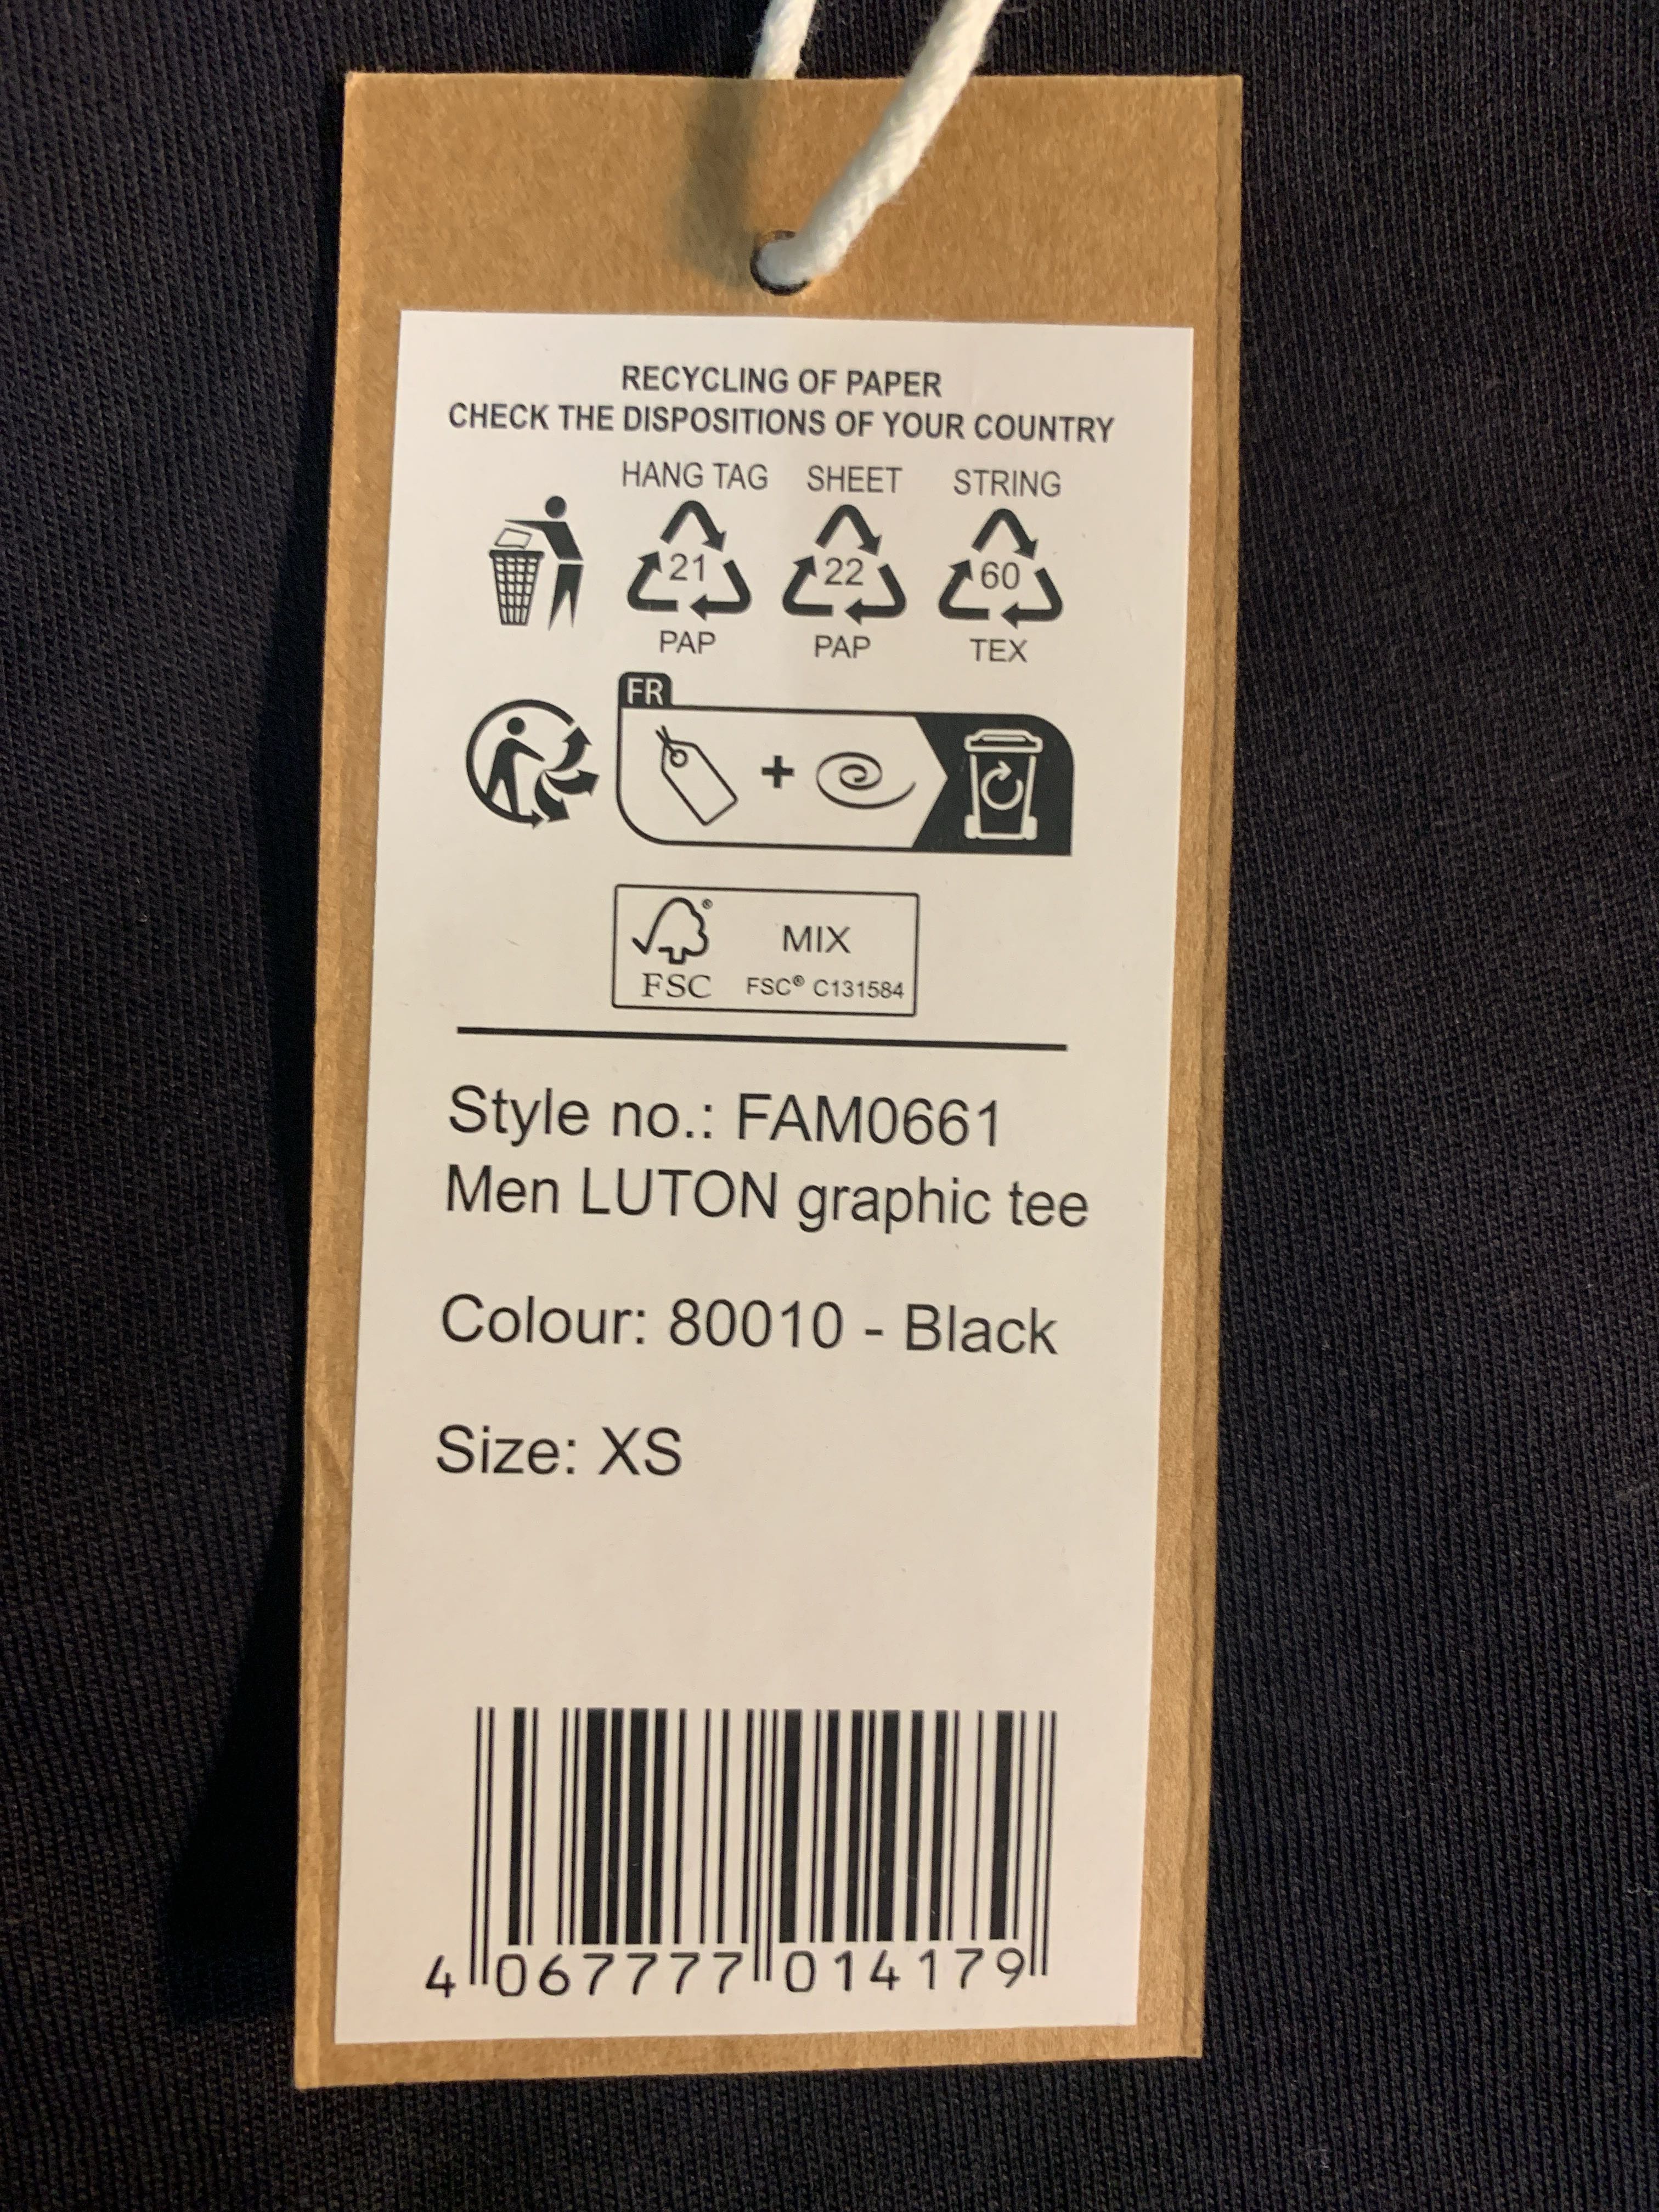 RECYCLING OF PAPER
CHECK THE DISPOSITIONS OF YOUR COUNTRY
HANG TAG SHEET STRING
21 22 60
PAP PAP TEX
FR
+
MIX
FSC FSC® C131584
Style no.: FAM0661
Men LUTON graphic tee
Colour: 80010 - Black
Size: XS
4 067777 014179